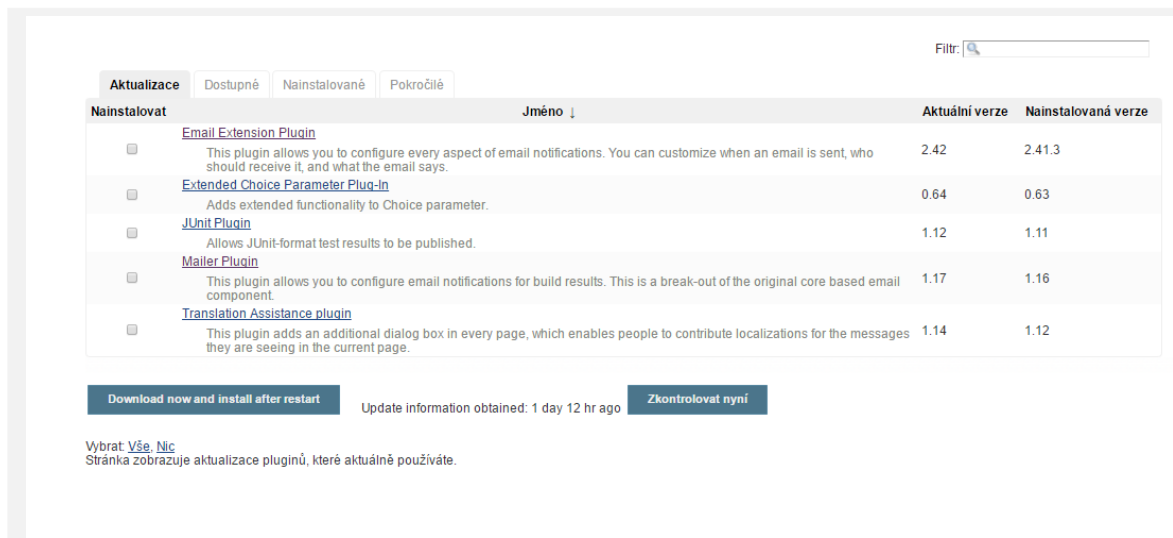 Filtr:
Aktualizace Dostupné Nainstalované Pokročilé
Nainstalovat Jméno ↓ Aktuální verze Nainstalovaná verze
Email Extension Plugin
This plugin allows you to configure every aspect of email notifications. You can customize when an email is sent, who
should receive it, and what the email says.
2.42 2.41.3
Extended Choice Parameter Plug-In
Adds extended functionality to Choice parameter.
0.64 0.63
JUnit Plugin
Allows JUnit-format test results to be published.
1.12 1.11
Mailer Plugin
This plugin allows you to configure email notifications for build results. This is a break-out of the original core based email
component.
1.17 1.16
Translation Assistance plugin
This plugin adds an additional dialog box in every page, which enables people to contribute localizations for the messages
they are seeing in the current page.
1.14 1.12
Download now and install after restart Update information obtained: 1 day 12 hr ago Zkontrolovat nyní
Vybrat: Vše, Nic
Stránka zobrazuje aktualizace pluginů, které aktuálně používáte.